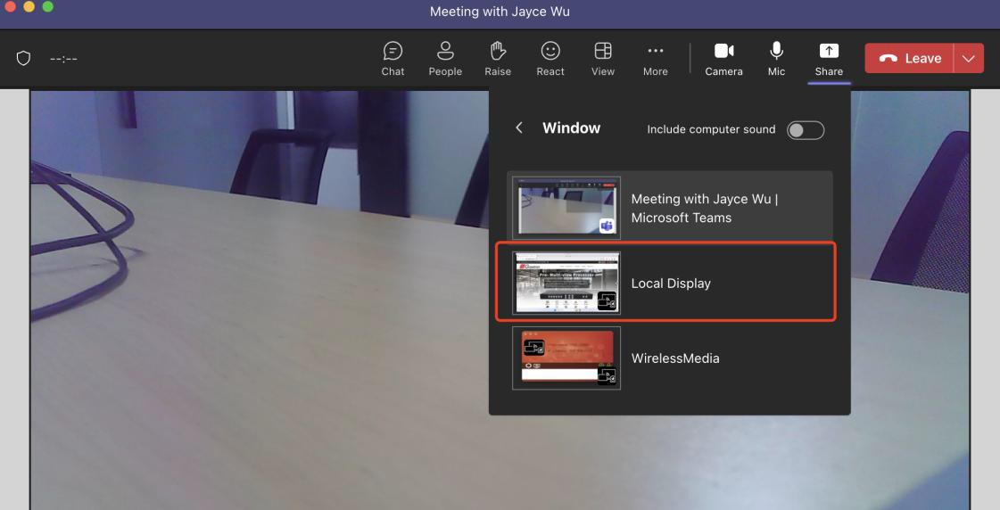 Meeting with Jayce Wu
--:--
Chat
People
Raise
React
View
More
Camera
Mic
Share
Leave
Window
Include computer sound
Meeting with Jayce Wu |
Microsoft Teams
Local Display
WirelessMedia